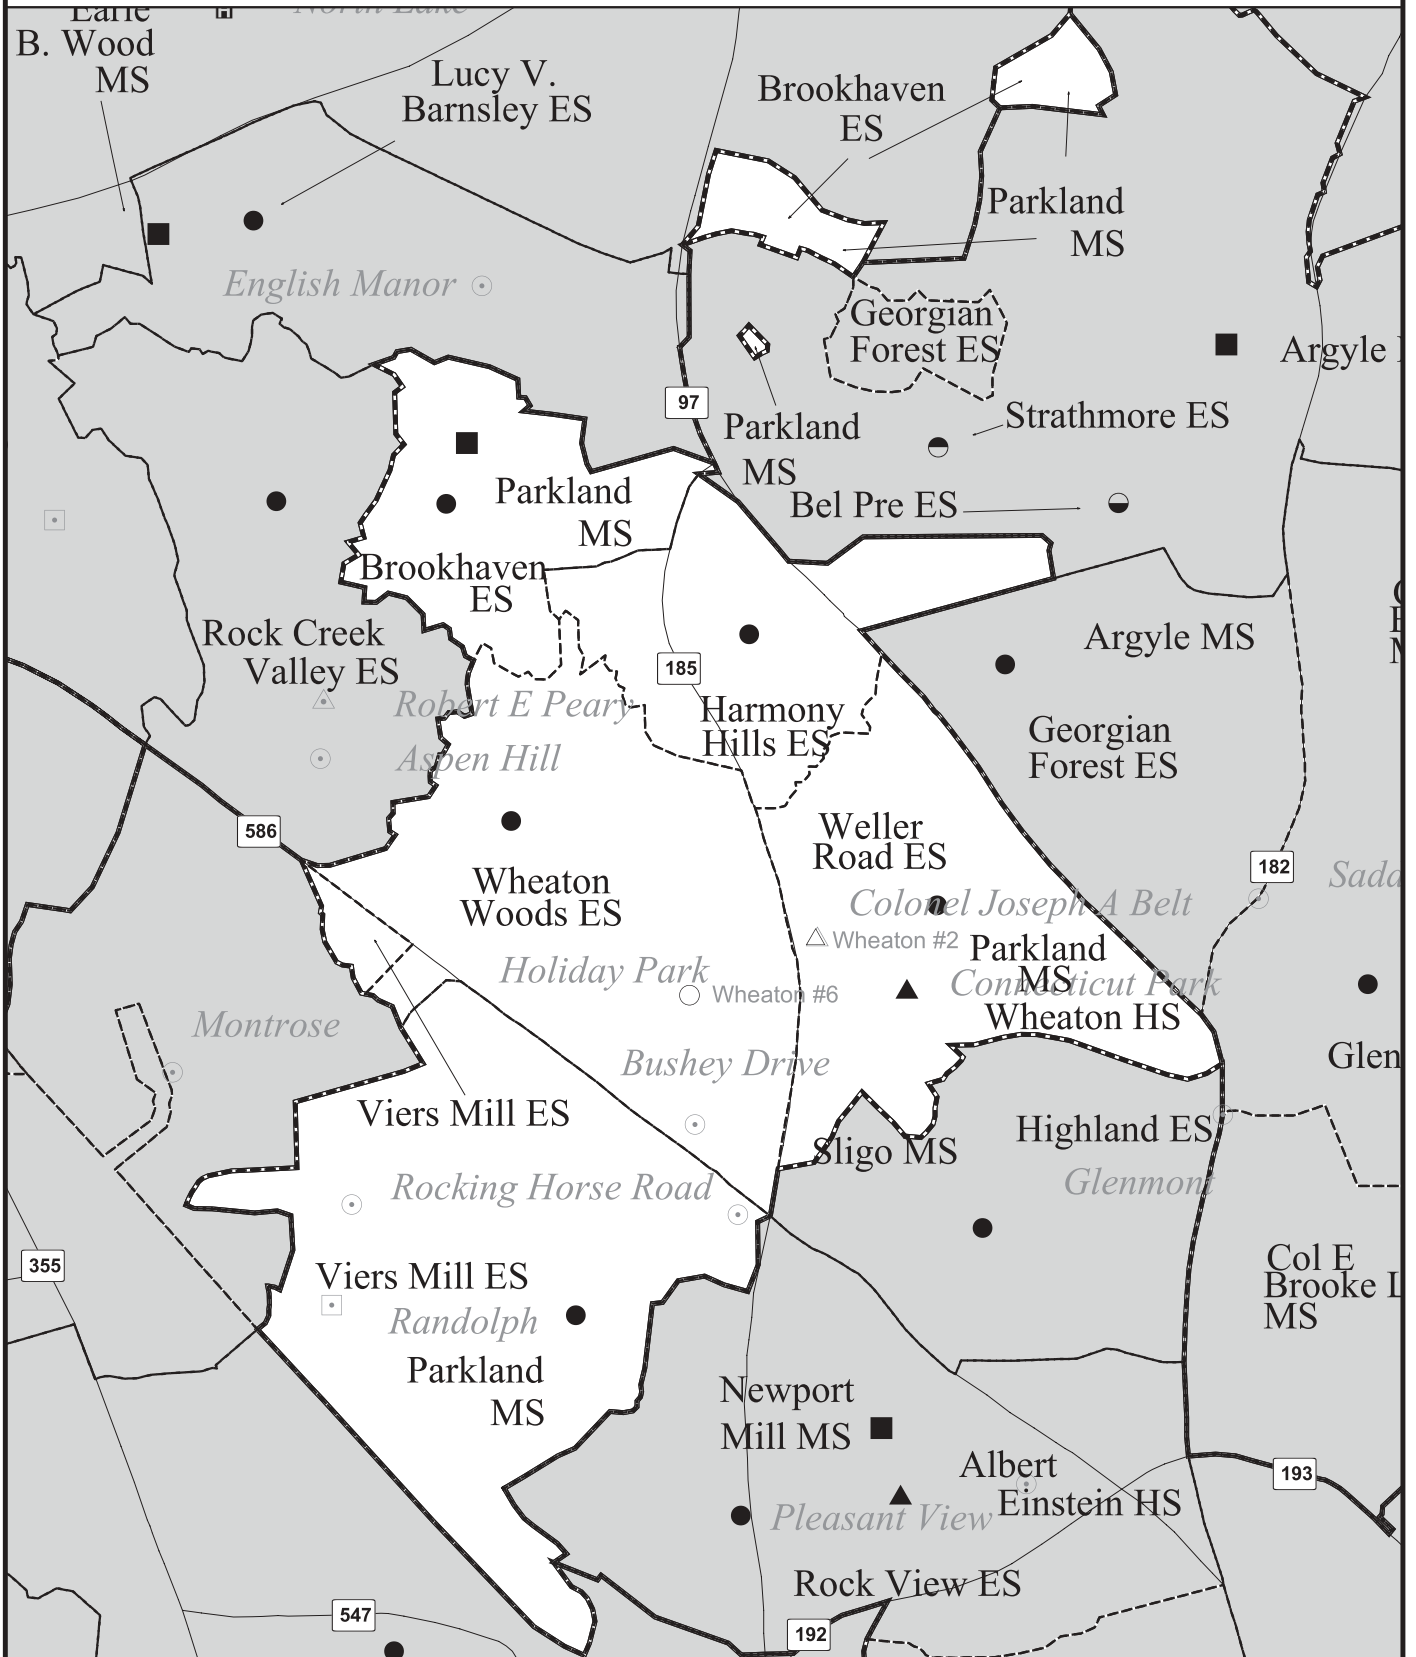 North Lake
Earle
B. Wood
MS
Lucy V.
Barnsley ES
Brookhaven
ES
Parkland
MS
English Manor
Georgian
Forest ES
Argyle
97
Parkland
MS
Strathmore ES
Bel Pre ES
Parkland
MS
Brookhaven
ES
Rock Creek
Valley ES
185
Argyle MS
Robert E Peary
Harmony
Hills ES
Georgian
Forest ES
Aspen Hill
586
Weller
Road ES
182
Wheaton
Woods ES
Colonel Joseph A Belt
Wheaton #2
Parkland
MS
Connecticut Park
Wheaton HS
Holiday Park
Wheaton #6
Montrose
Bushey Drive
Glen
Viers Mill ES
Highland ES
Sligo MS
Rocking Horse Road
Glenmont
355
Viers Mill ES
Randolph
Col E
Brooke L
MS
Parkland
MS
Newport
Mill MS
Albert
Einstein HS
193
Pleasant View
Rock View ES
547
192